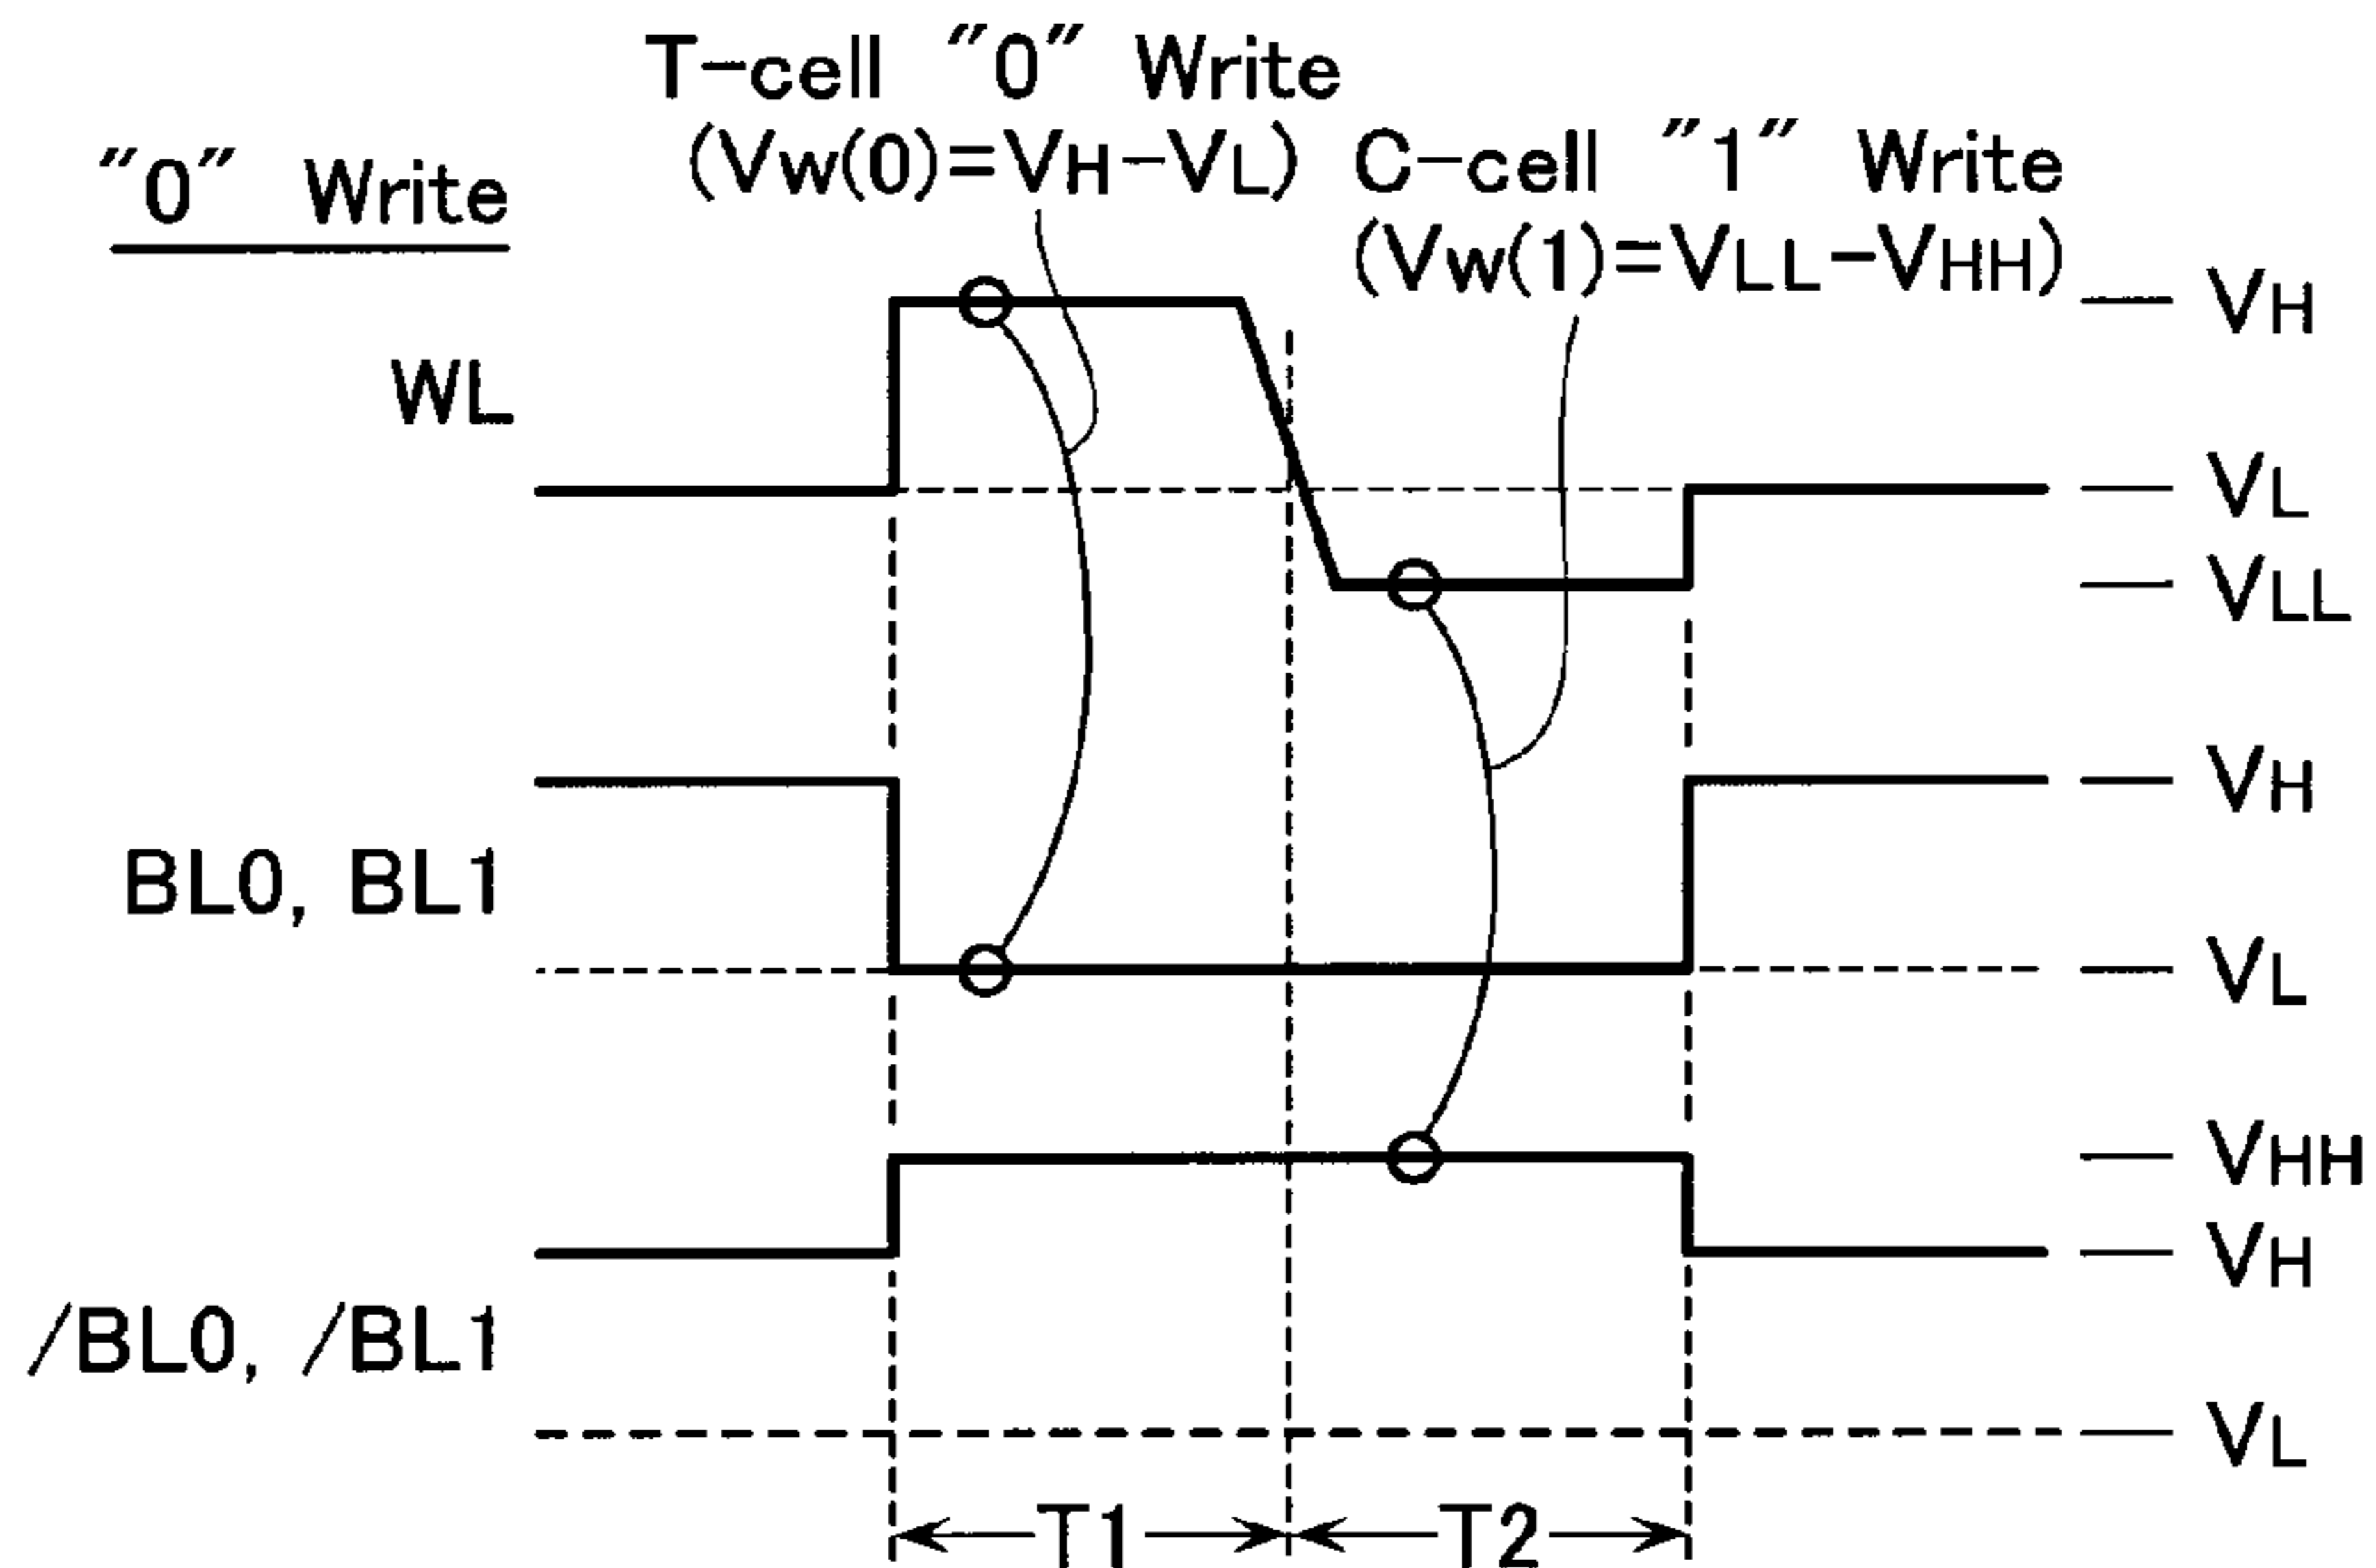 "0" Write
T-cell "0" Write
(VW(0)=VH-VL)
C-cell "1" Write
(VW(1)=VLL-VHH)
WL
VH
VL
VLL
BL0, BL1
VH
VL
/BL0, /BL1
VHH
VH
VL
T1
T2